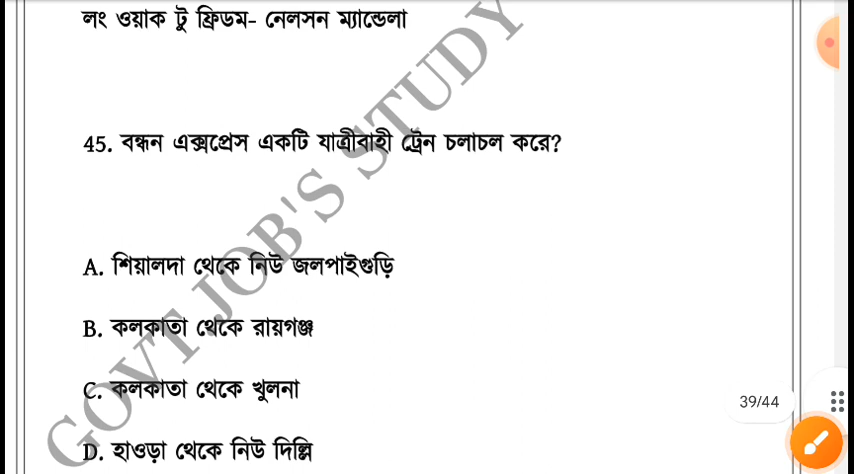 লং ওয়াক টু ফ্রিডম- নেলসন ম্যান্ডেলা
45. বন্ধন এক্সপ্রেস একটি যাত্রীবাহী ট্রেন চলাচল করে?
A. শিয়ালদা থেকে নিউ জলপাইগুড়ি
B. কলকাতা থেকে রায়গঞ্জ
C. কলকাতা থেকে খুলনা
D. হাওড়া থেকে নিউ দিল্লি
GOVT JOB'S STUDY
39/44